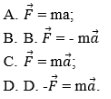 A. F⃗ = ma;
B. B. F⃗ = - ma⃗
C. F⃗ = ma⃗;
D. D. -F⃗ = ma⃗.